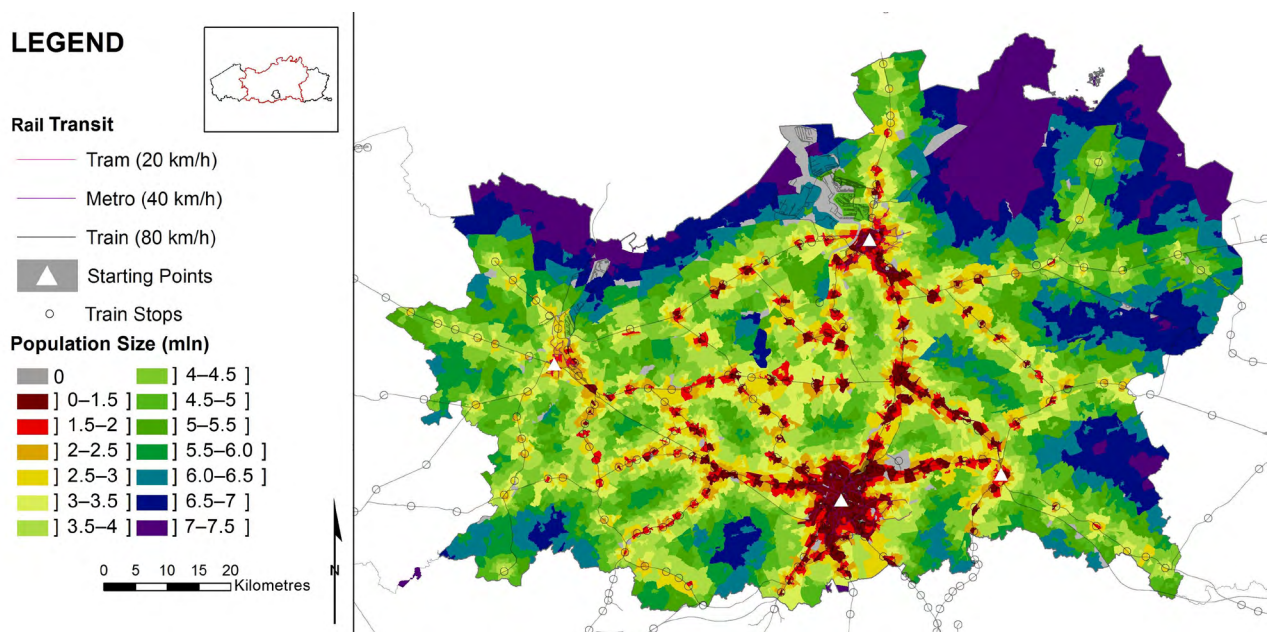 LEGEND
Rail Transit
Tram (20 km/h)
Metro (40 km/h)
Train (80 km/h)
Starting Points
Train Stops
Population Size (mln)
0
] 0–1.5 ]
] 1.5–2 ]
] 2–2.5 ]
] 2.5–3 ]
] 3–3.5 ]
] 3.5–4 ]
] 4–4.5 ]
] 4.5–5 ]
] 5–5.5 ]
] 5.5–6.0 ]
] 6.0–6.5 ]
] 6.5–7 ]
] 7–7.5 ]
0 5 10 15 20
Kilometres
N